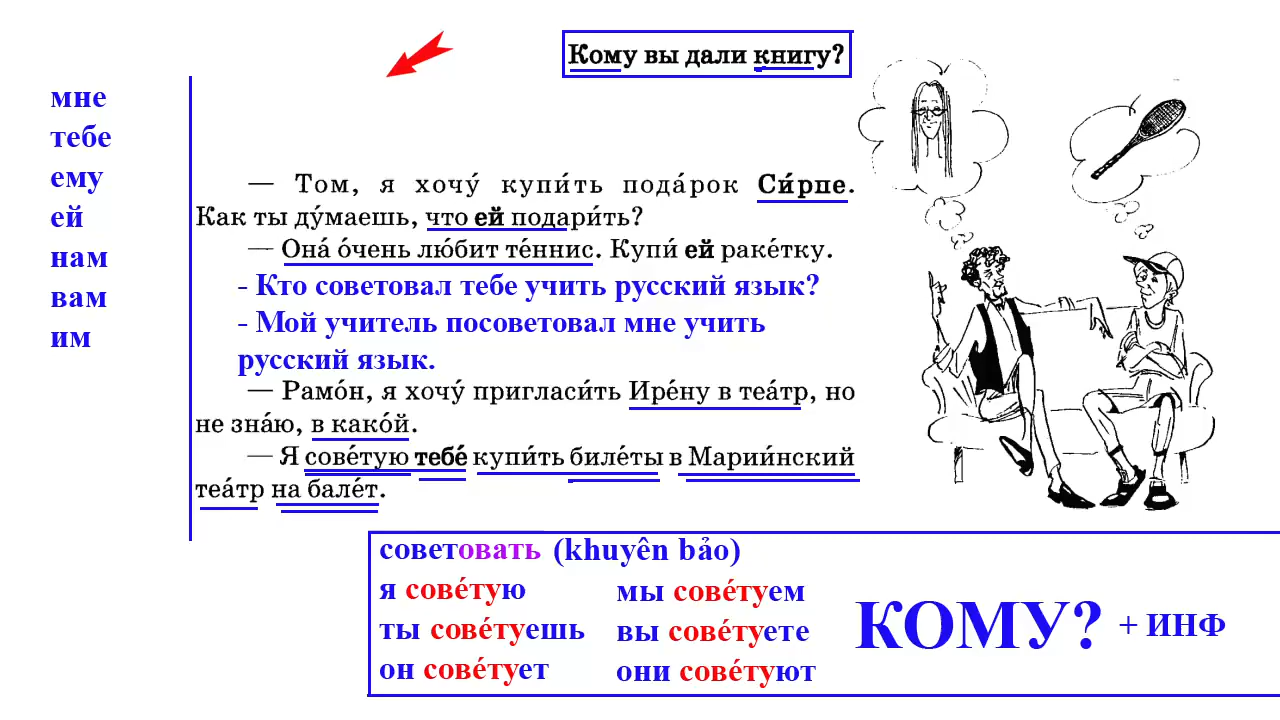 Кому вы дали книгу?
мне
тебе
ему
ей
нам
вам
им
— Том, я хочу́ купи́ть пода́рок Си́рпе.
Как ты ду́маешь, что ей подари́ть?
— Она́ о́чень лю́бит те́ннис. Купи́ ей раке́тку.
- Кто советовал тебе учить русский язык?
- Мой учитель посоветовал мне учить
русский язык.
— Рамо́н, я хочу́ пригласи́ть Ире́ну в теа́тр, но
не зна́ю, в како́й.
— Я сове́тую тебе́ купи́ть биле́ты в Марии́нский
теа́тр на бале́т.
советовать (khuyên bảo)
я сове́тую
ты сове́туешь
он сове́тует
мы сове́туем
вы сове́туете
они сове́туют
КОМУ? + ИНФ